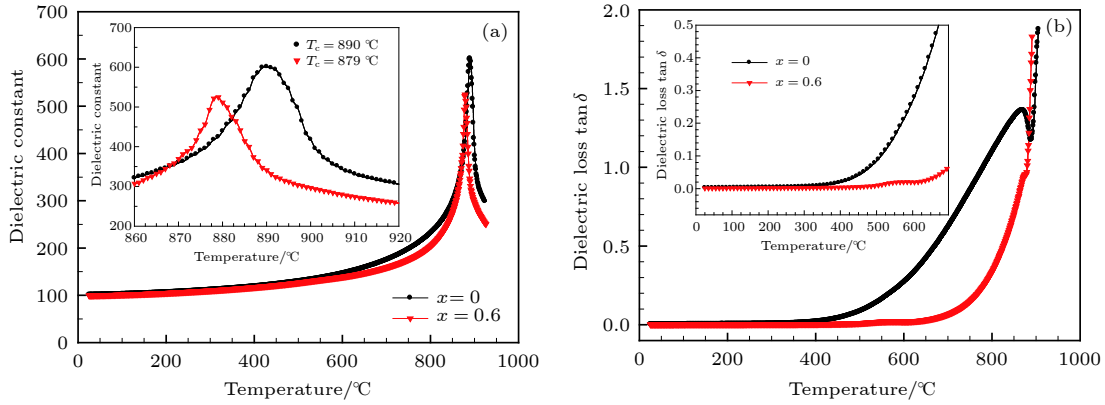 (a)
700
600
500
400
300
200
100
0
Dielectric constant
0 200 400 600 800 1000
Temperature/℃
x = 0
x = 0.6
700
600
500
400
300
200
Dielectric constant
860 870 880 890 900 910 920
Temperature/℃
Tc = 890 ℃
Tc = 879 ℃
(b)
2.0
1.5
1.0
0.5
0.0
Dielectric loss tan δ
0 200 400 600 800 1000
Temperature/℃
0.5
0.4
0.3
0.2
0.1
0.0
Dielectric loss tan δ
0 100 200 300 400 500 600
Temperature/℃
x = 0
x = 0.6